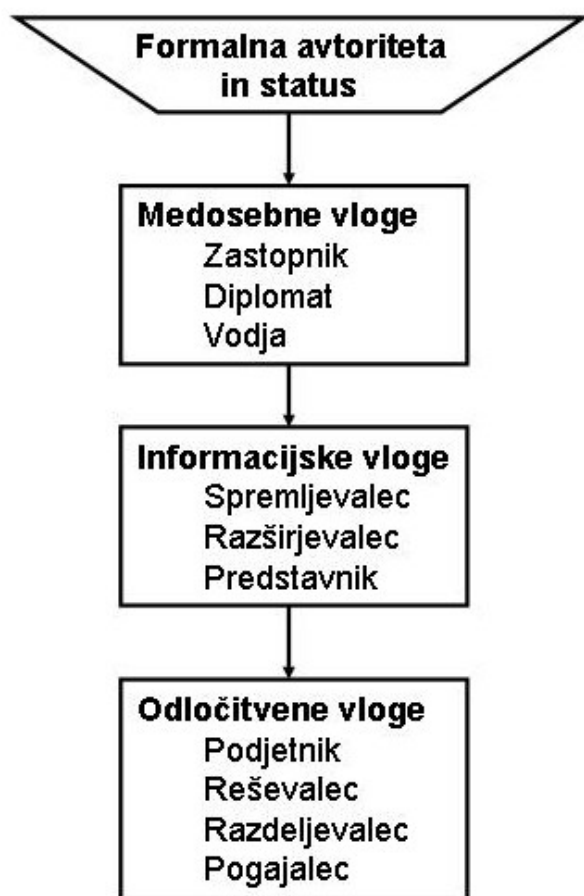 Formalna avtoriteta
in status
Medosebne vloge
Zastopnik
Diplomat
Vodja
Informacijske vloge
Spremljevalec
Razširjevalec
Predstavnik
Odločitvene vloge
Podjetnik
Reševalec
Razdeljevalec
Pogajalec